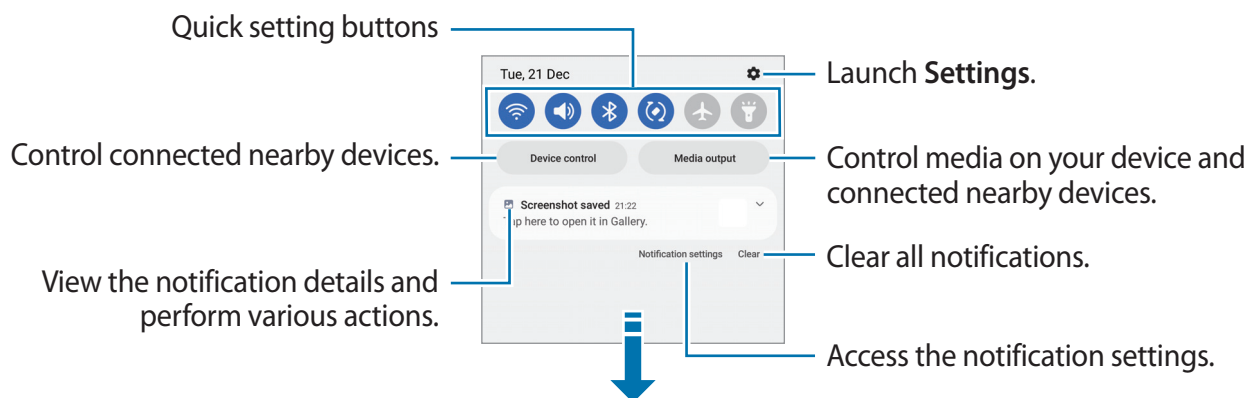 Quick setting buttons
Tue, 21 Dec
Launch Settings.
Control connected nearby devices.
Device control
Media output
Control media on your device and
connected nearby devices.
Screenshot saved 21:22
Tap here to open it in Gallery.
Notification settings
Clear
Clear all notifications.
View the notification details and
perform various actions.
Access the notification settings.